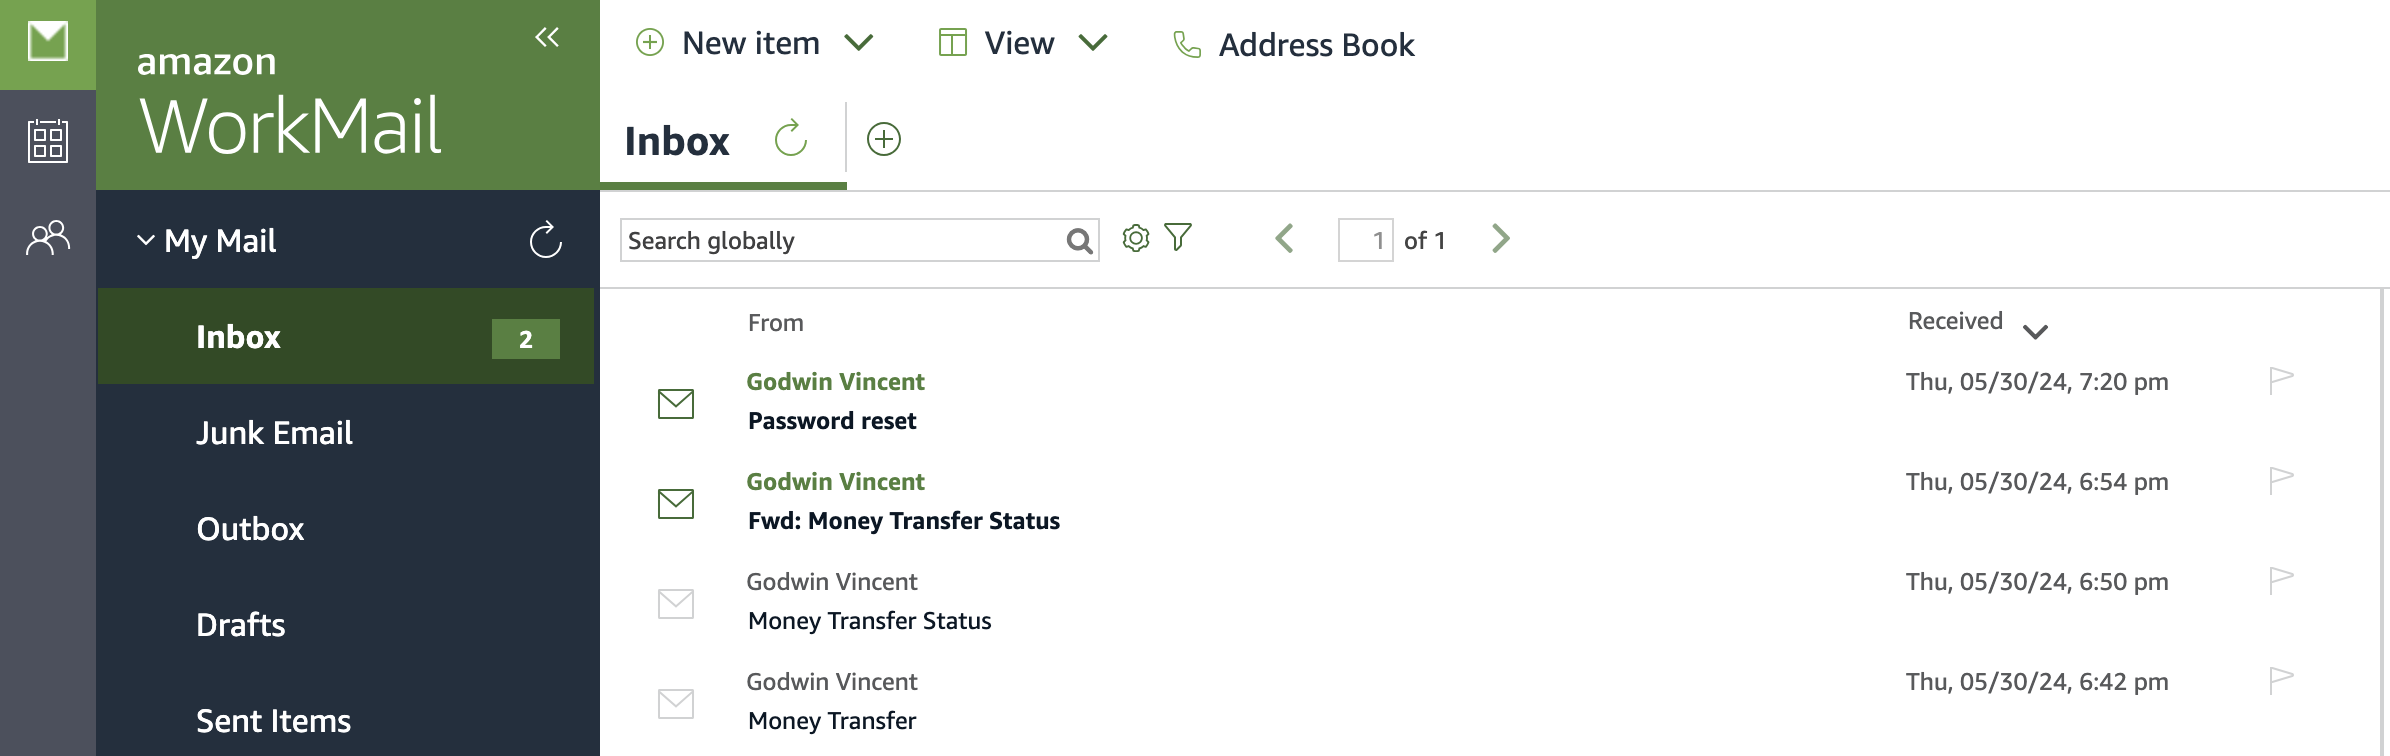 amazon
WorkMail
My Mail
Inbox 2
Junk Email
Outbox
Drafts
Sent Items
New item View Address Book
Inbox
Search globally 1 of 1
From Received
Godwin Vincent Thu, 05/30/24, 7:20 pm
Password reset
Godwin Vincent Thu, 05/30/24, 6:54 pm
Fwd: Money Transfer Status
Godwin Vincent Thu, 05/30/24, 6:50 pm
Money Transfer Status
Godwin Vincent Thu, 05/30/24, 6:42 pm
Money Transfer